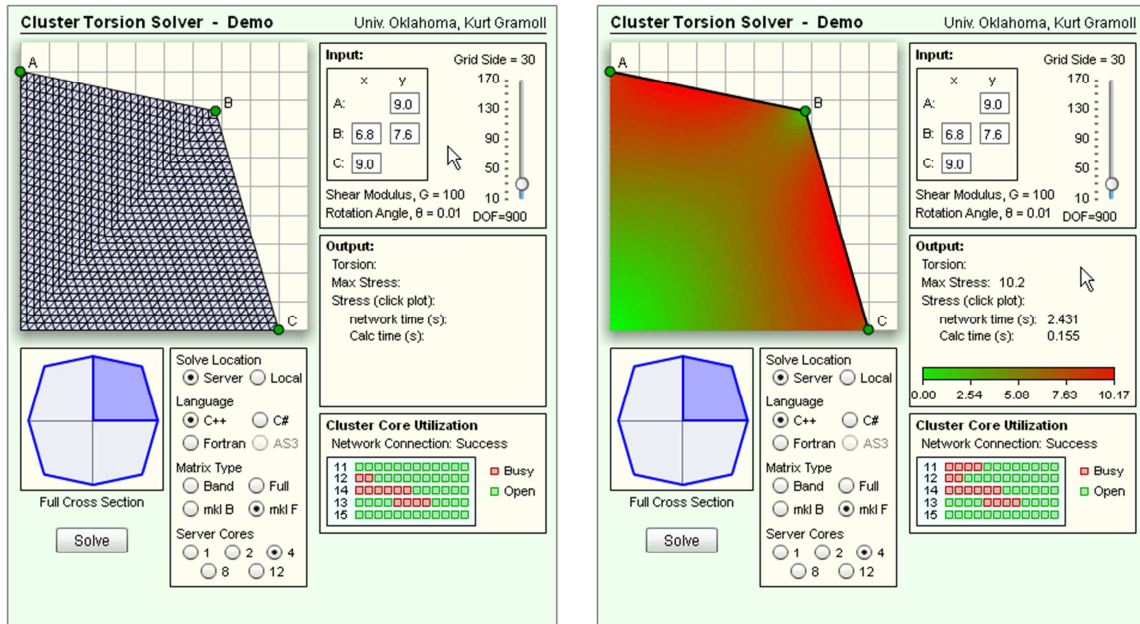 Cluster Torsion Solver - Demo
Univ. Oklahoma, Kurt Gramoll
A
B
C
Input:
Grid Side = 30
x y
A: 9.0
B: 6.8 7.6
C: 9.0
170
130
90
50
10
Shear Modulus, G = 100
Rotation Angle, θ = 0.01
DOF=900
Output:
Torsion:
Max Stress:
Stress (click plot):
network time (s):
Calc time (s):
Full Cross Section
Solve
Solve Location
Server Local
Language
C++ C#
Fortran AS3
Matrix Type
Band Full
mkl B mkl F
Server Cores
1 2 4
8 12
Cluster Core Utilization
Network Connection: Success
11
12
14
13
15
Busy
Open
Cluster Torsion Solver - Demo
Univ. Oklahoma, Kurt Gramoll
A
B
C
Input:
Grid Side = 30
x y
A: 9.0
B: 6.8 7.6
C: 9.0
170
130
90
50
10
Shear Modulus, G = 100
Rotation Angle, θ = 0.01
DOF=900
Output:
Torsion:
Max Stress: 10.2
Stress (click plot):
network time (s): 2.431
Calc time (s): 0.155
0.00 2.54 5.08 7.63 10.17
Full Cross Section
Solve
Solve Location
Server Local
Language
C++ C#
Fortran AS3
Matrix Type
Band Full
mkl B mkl F
Server Cores
1 2 4
8 12
Cluster Core Utilization
Network Connection: Success
11
12
14
13
15
Busy
Open